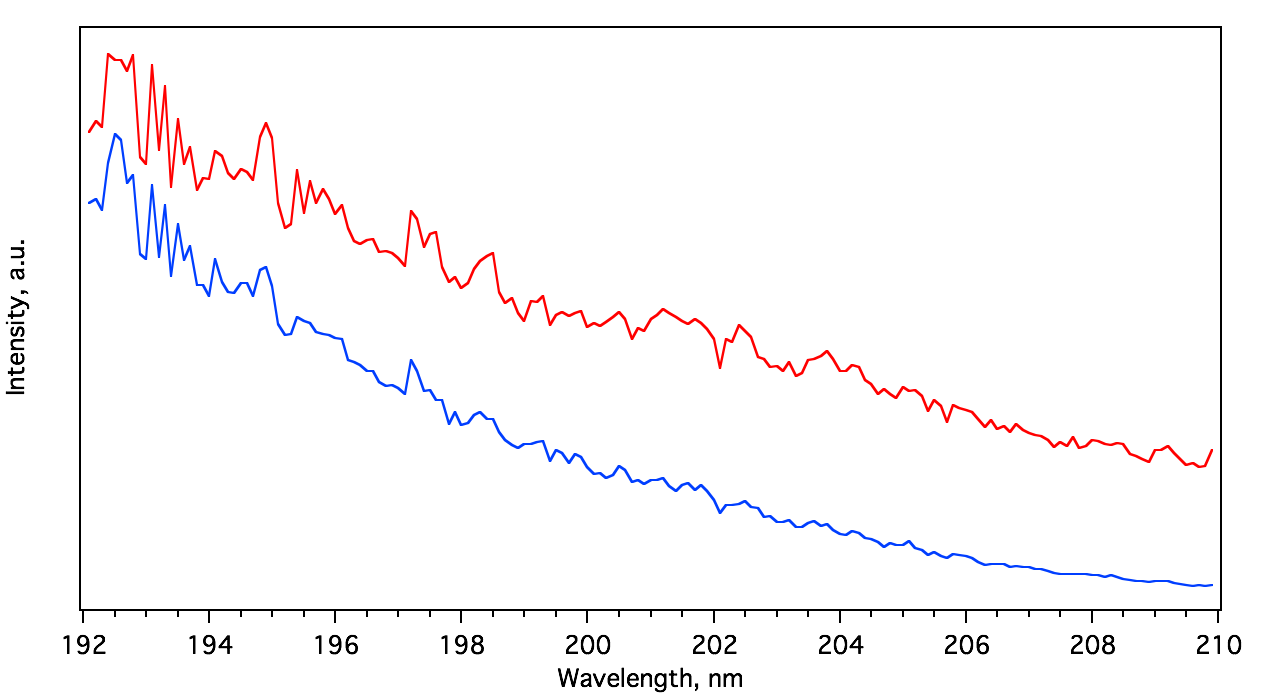 Intensity, a.u.
192 194 196 198 200 202 204 206 208 210
Wavelength, nm